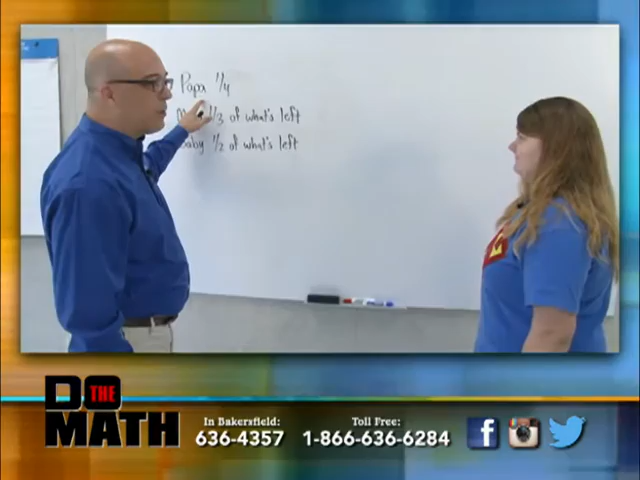 Papa 1/4
1/3 of what's left
Baby 1/2 of what's left
DO THE MATH
In Bakersfield:
636-4357
Toll Free:
1-866-636-6284